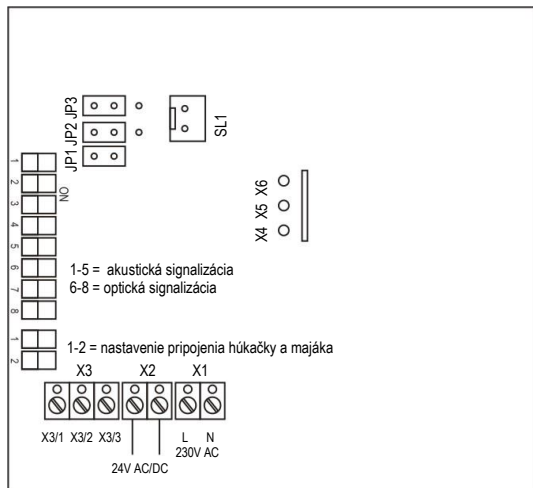 JP3
JP2
JP1
SL1
1
2
3
4
5
6
7
8
NO
X6
X5
X4
1-5 = akustická signalizácia
6-8 = optická signalizácia
1
2
1-2 = nastavenie pripojenia húkačky a majáka
X3 X2 X1
X3/1 X3/2 X3/3 L N
230V AC
24V AC/DC